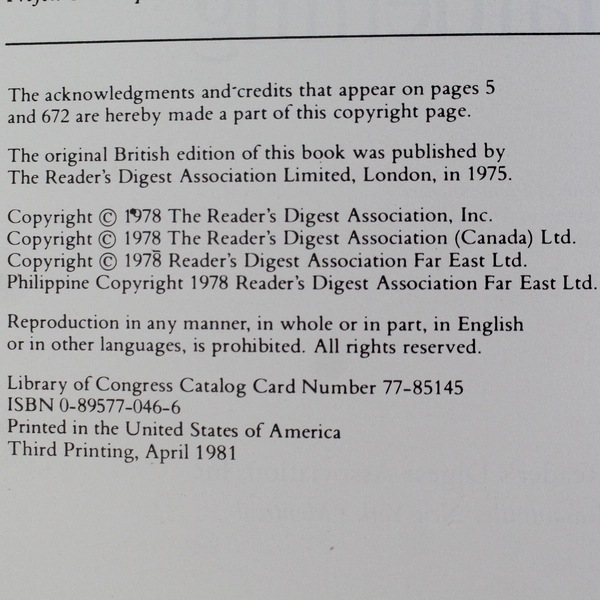 The acknowledgments and credits that appear on pages 5
and 672 are hereby made a part of this copyright page.
The original British edition of this book was published by
The Reader's Digest Association Limited, London, in 1975.
Copyright © 1978 The Reader's Digest Association, Inc.
Copyright © 1978 The Reader's Digest Association (Canada) Ltd.
Copyright © 1978 Reader's Digest Association Far East Ltd.
Philippine Copyright 1978 Reader's Digest Association Far East Ltd.
Reproduction in any manner, in whole or in part, in English
or in other languages, is prohibited. All rights reserved.
Library of Congress Catalog Card Number 77-85145
ISBN 0-89577-046-6
Printed in the United States of America
Third Printing, April 1981